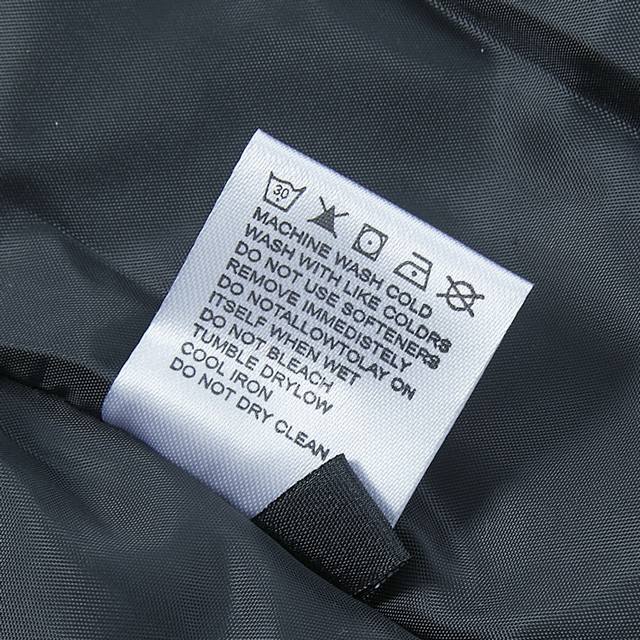 30
MACHINE WASH COLD
WASH WITH LIKE COLDRS
DO NOT USE SOFTENERS
REMOVE IMMEDISTELY
DO NOTALLOWTOLAY ON
ITSELF WHEN WET
DO NOT BLEACH
TUMBLE DRYLOW
COOL IRON
DO NOT DRY CLEAN